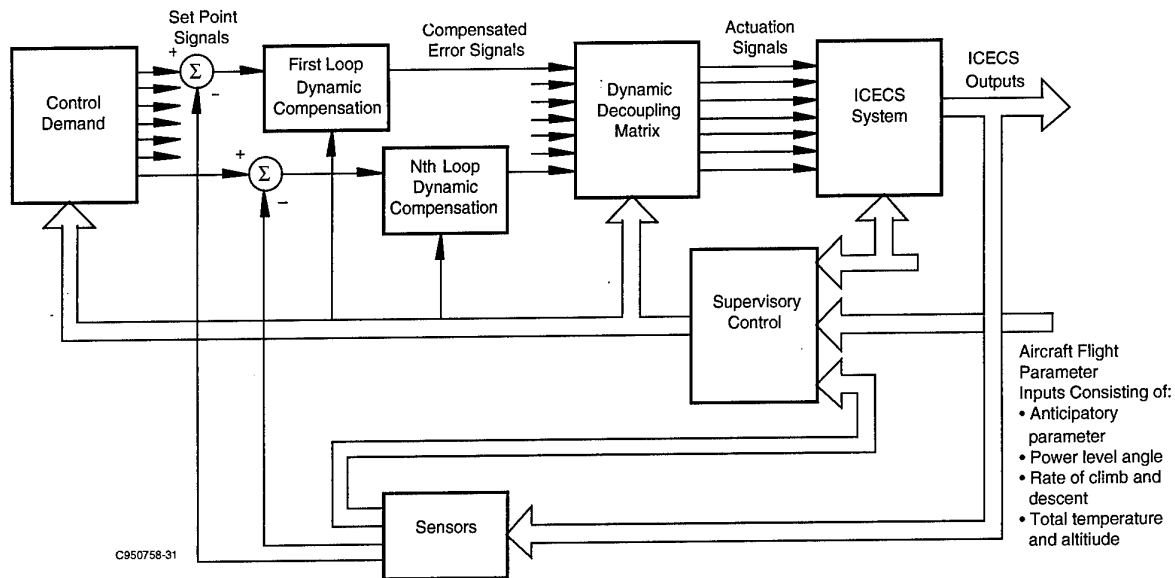 Set Point
Signals
Compensated
Error Signals
Actuation
Signals
ICECS
Outputs
+
Σ
−
Control
Demand
First Loop
Dynamic
Compensation
Dynamic
Decoupling
Matrix
ICECS
System
+
Σ
−
Nth Loop
Dynamic
Compensation
Supervisory
Control
Aircraft Flight
Parameter
Inputs Consisting of:
• Anticipatory
parameter
• Power level angle
• Rate of climb and
descent
• Total temperature
and altitiude
Sensors
C950758-31